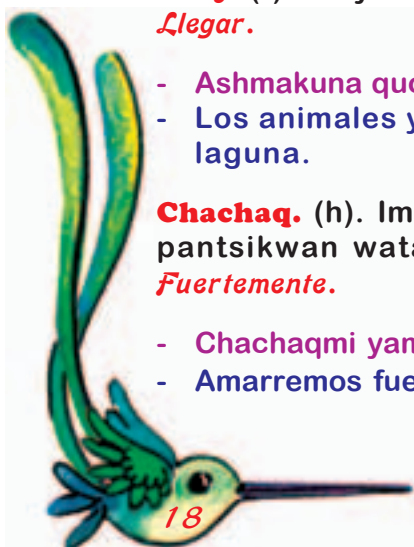 Llegar.
- Ashmakuna
- Los animales
laguna.
Chachaq. (h).
pantsikwan
Fuertemente.
- Chachaqmi
- Amarremos
18